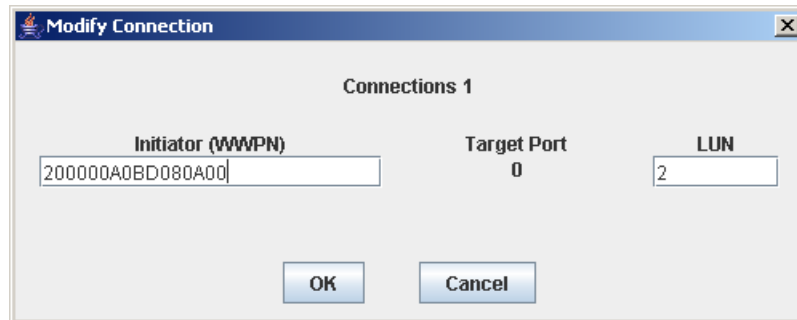 Modify Connection
Connections 1
Initiator (WWPN) Target Port LUN
200000A0BD080A00 0 2
OK Cancel